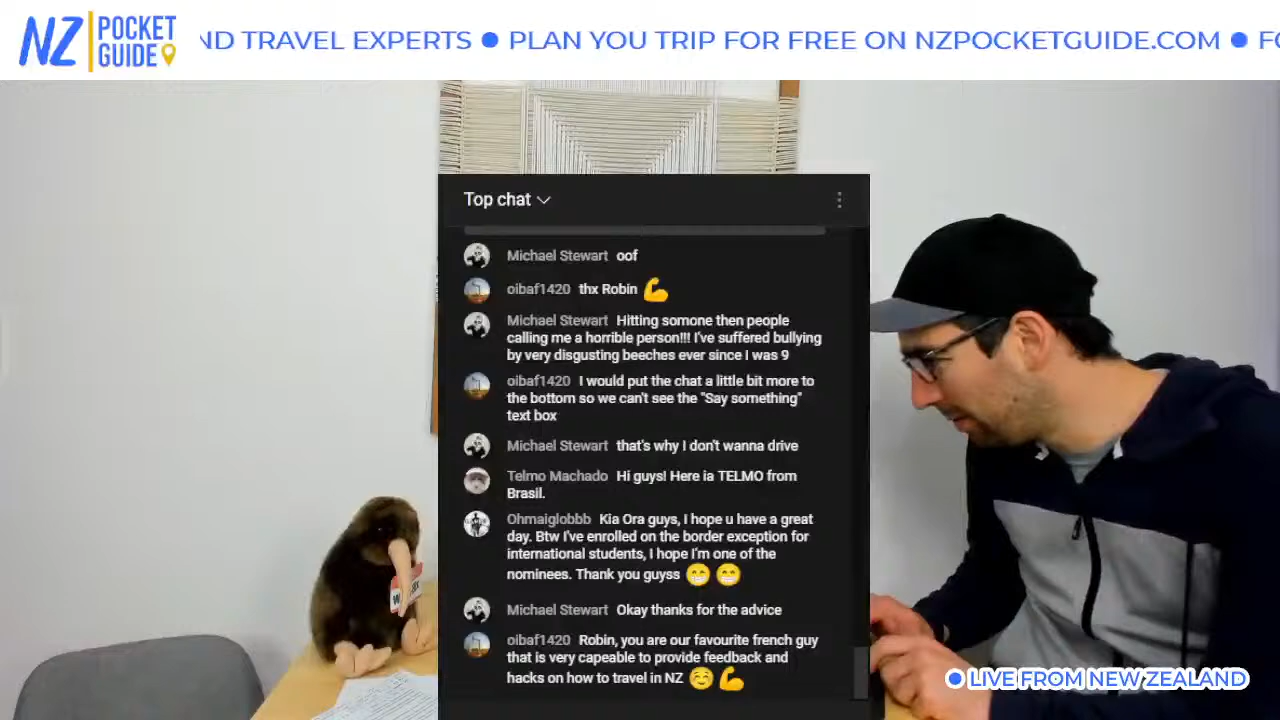 NZ POCKET GUIDE
ND TRAVEL EXPERTS ● PLAN YOU TRIP FOR FREE ON NZPOCKETGUIDE.COM ● FO
Top chat
Michael Stewart oof
oibaf1420 thx Robin 💪
Michael Stewart Hitting somone then people
calling me a horrible person!!! I've suffered bullying
by very disgusting beeches ever since I was 9
oibaf1420 I would put the chat a little bit more to
the bottom so we can't see the "Say something"
text box
Michael Stewart that's why I don't wanna drive
Telmo Machado Hi guys! Here ia TELMO from
Brasil.
Ohmaiglobbb Kia Ora guys, I hope u have a great
day. Btw I've enrolled on the border exception for
international students, I hope I'm one of the
nominees. Thank you guyss 😁 😁
Michael Stewart Okay thanks for the advice
oibaf1420 Robin, you are our favourite french guy
that is very capeable to provide feedback and
hacks on how to travel in NZ ☺️ 💪
● LIVE FROM NEW ZEALAND